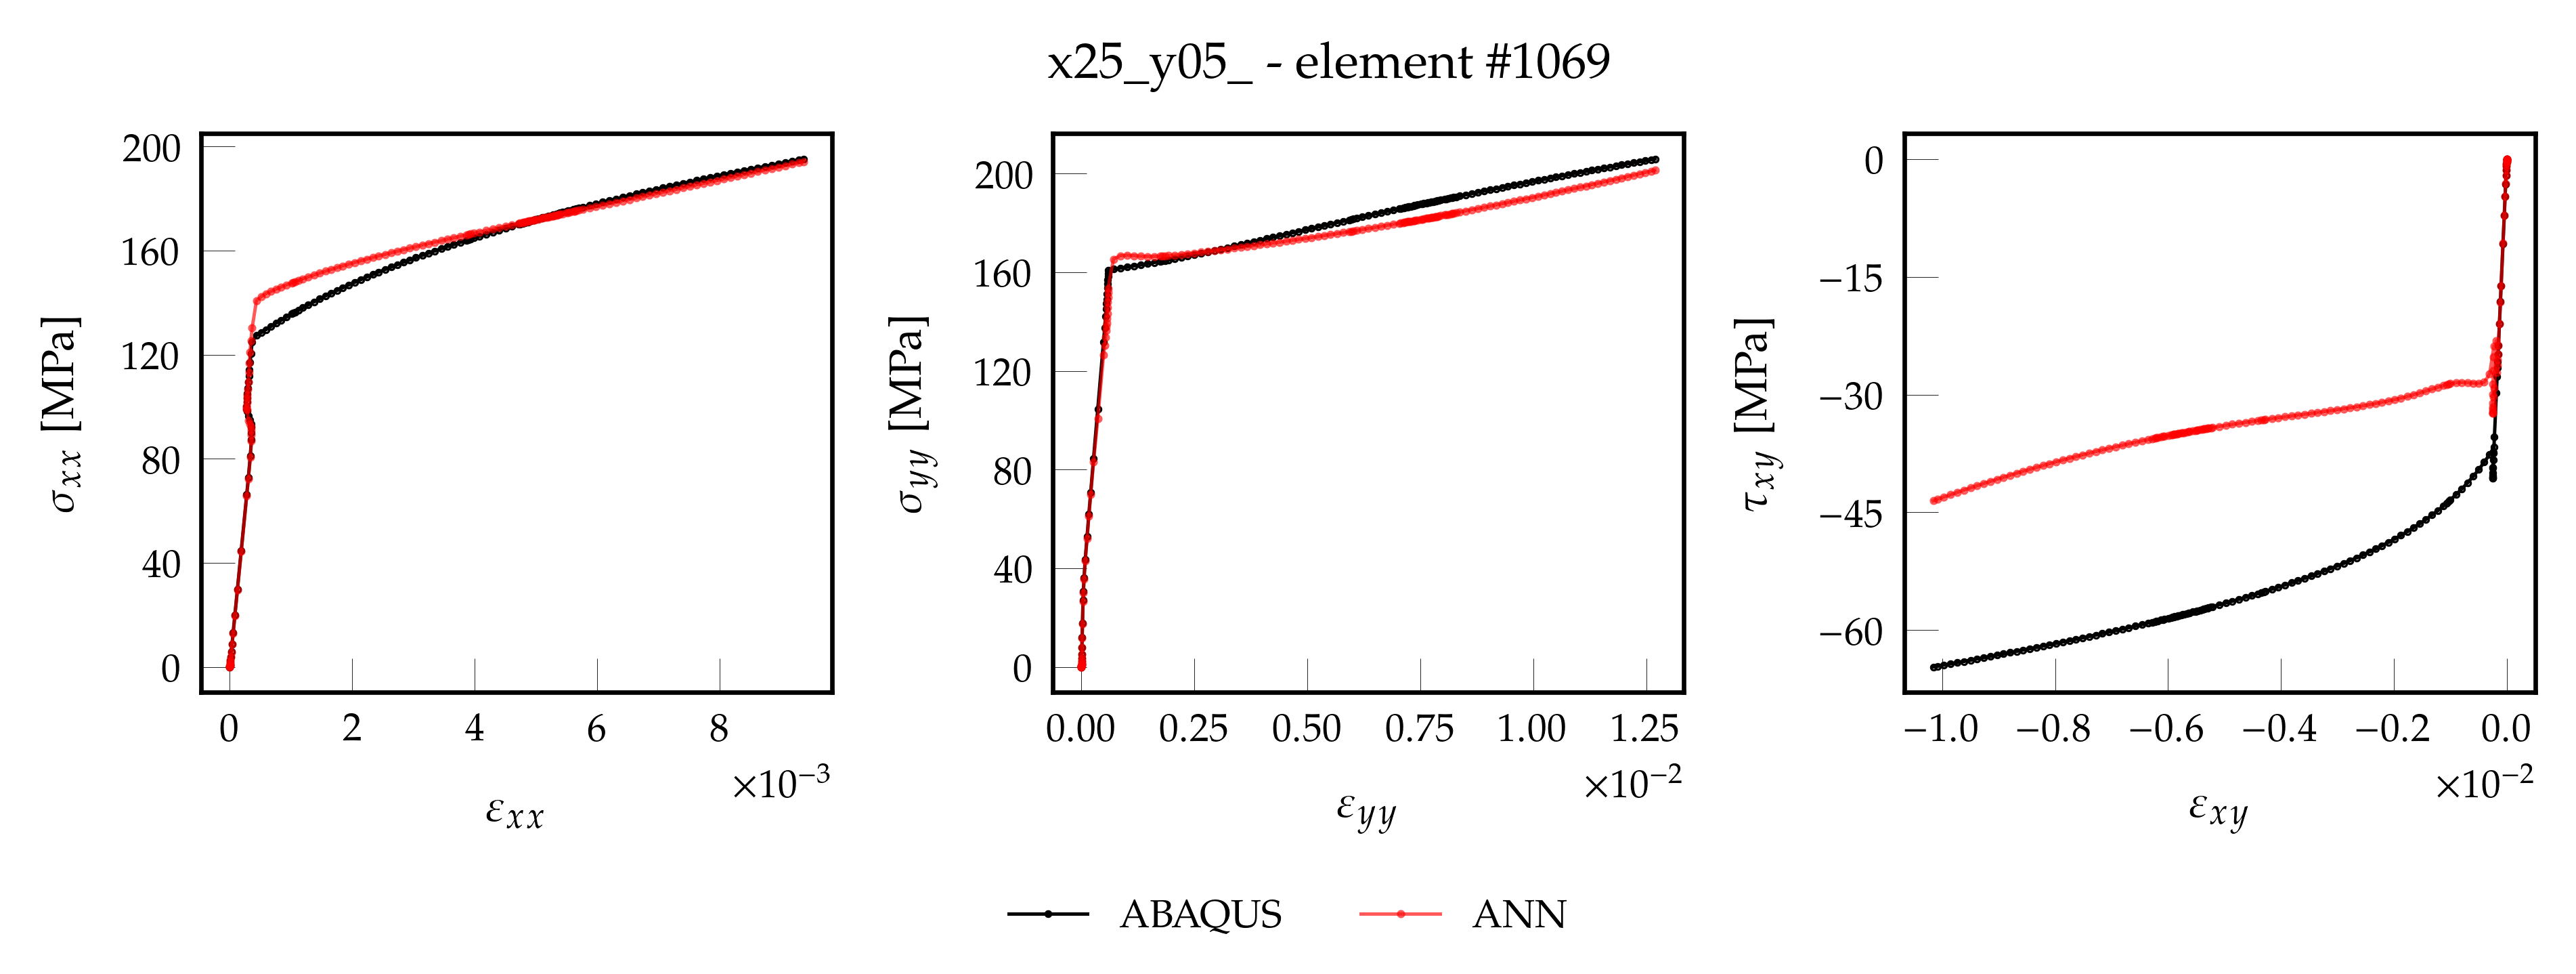 x25_y05_ - element #1069
σxx [MPa]
200
160
120
80
40
0
0 2 4 6 8
×10−3
εxx
σyy [MPa]
200
160
120
80
40
0
0.00 0.25 0.50 0.75 1.00 1.25
×10−2
εyy
τxy [MPa]
0
−15
−30
−45
−60
−1.0 −0.8 −0.6 −0.4 −0.2 0.0
×10−2
εxy
ABAQUS ANN